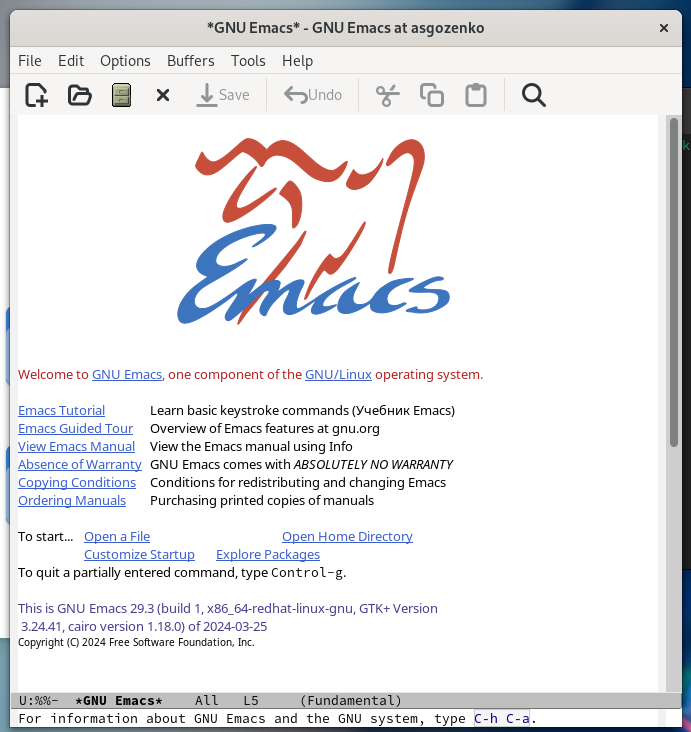 *GNU Emacs* - GNU Emacs at asgozenko
File Edit Options Buffers Tools Help
Save Undo
Emacs
Welcome to GNU Emacs, one component of the GNU/Linux operating system.
Emacs Tutorial Learn basic keystroke commands (Учебник Emacs)
Emacs Guided Tour Overview of Emacs features at gnu.org
View Emacs Manual View the Emacs manual using Info
Absence of Warranty GNU Emacs comes with ABSOLUTELY NO WARRANTY
Copying Conditions Conditions for redistributing and changing Emacs
Ordering Manuals Purchasing printed copies of manuals
To start... Open a File Open Home Directory
Customize Startup Explore Packages
To quit a partially entered command, type Control-g.
This is GNU Emacs 29.3 (build 1, x86_64-redhat-linux-gnu, GTK+ Version
3.24.41, cairo version 1.18.0) of 2024-03-25
Copyright (C) 2024 Free Software Foundation, Inc.
U:%%- *GNU Emacs* All L5 (Fundamental)
For information about GNU Emacs and the GNU system, type C-h C-a.